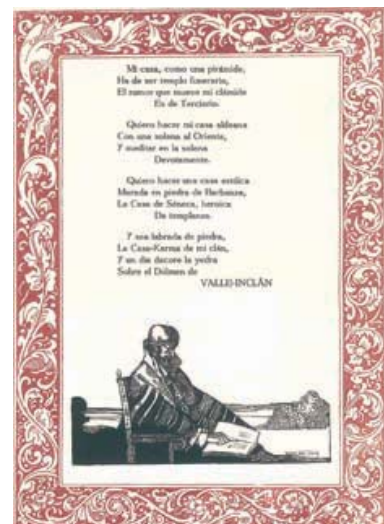 Mi casa, como una pirámide,
Ha de ser templo funerario,
El rumor que mueve mi clámide
Es de Terciario.
Quiero hacer mi casa aldeana
Con una solana al Oriente,
Y meditar en la solana
Devotamente.
Quiero hacer una casa estoica
Murada en piedra de Barbanza,
La Casa de Séneca, heroica
De templanza.
Y sea labrada de piedra,
La Casa-Karma de mi clán,
Y un día decore la yedra
Sobre el Dólmen de
VALLE-INCLÁN